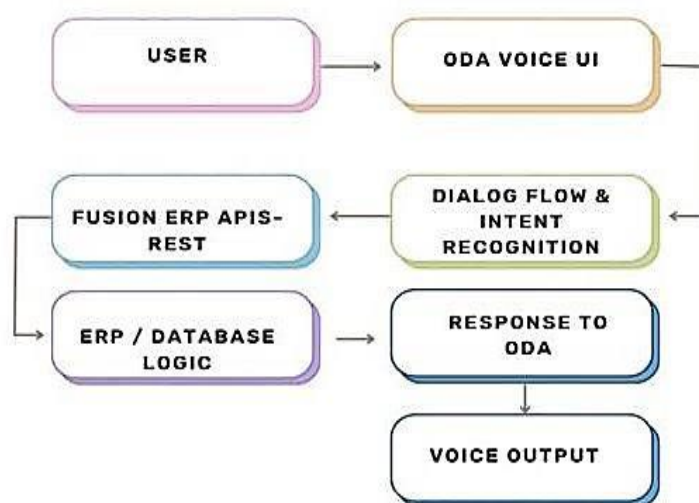 USER
ODA VOICE UI
DIALOG FLOW &
INTENT
RECOGNITION
FUSION ERP APIS-
REST
ERP / DATABASE
LOGIC
RESPONSE TO
ODA
VOICE OUTPUT